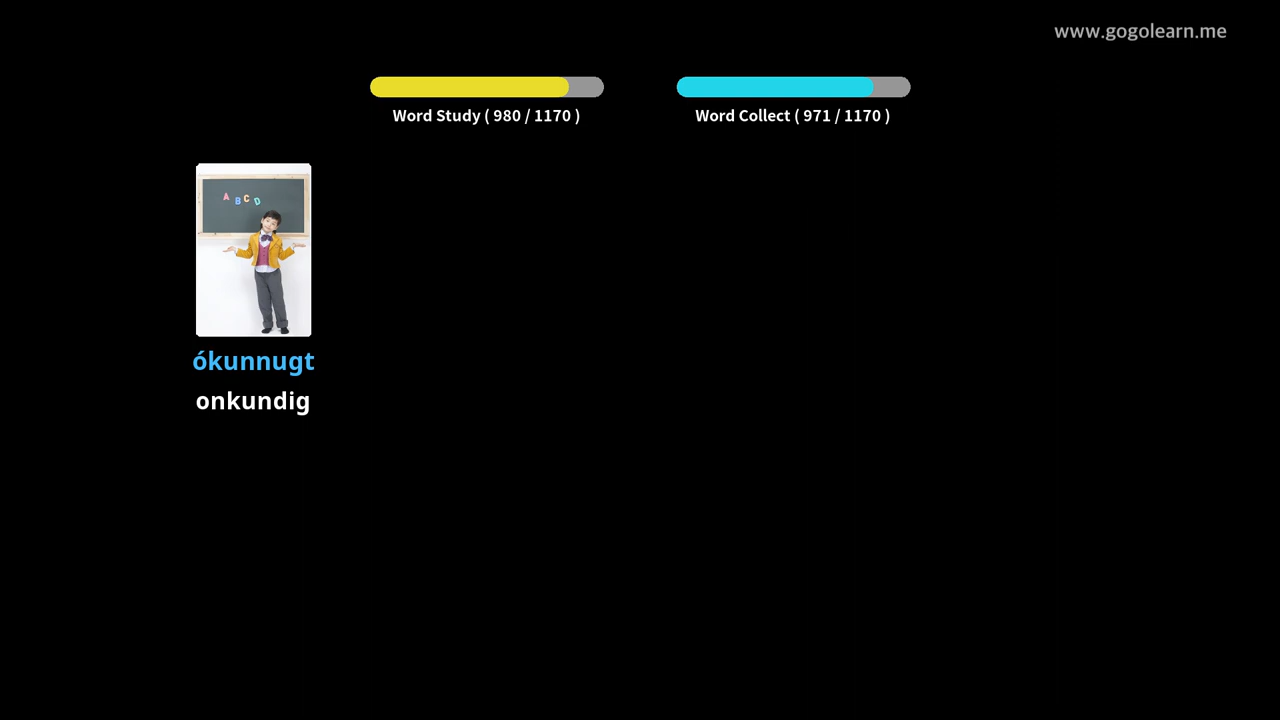 www.gogolearn.me
Word Study ( 980 / 1170 )
Word Collect ( 971 / 1170 )
A B C D
ókunnugt
onkundig